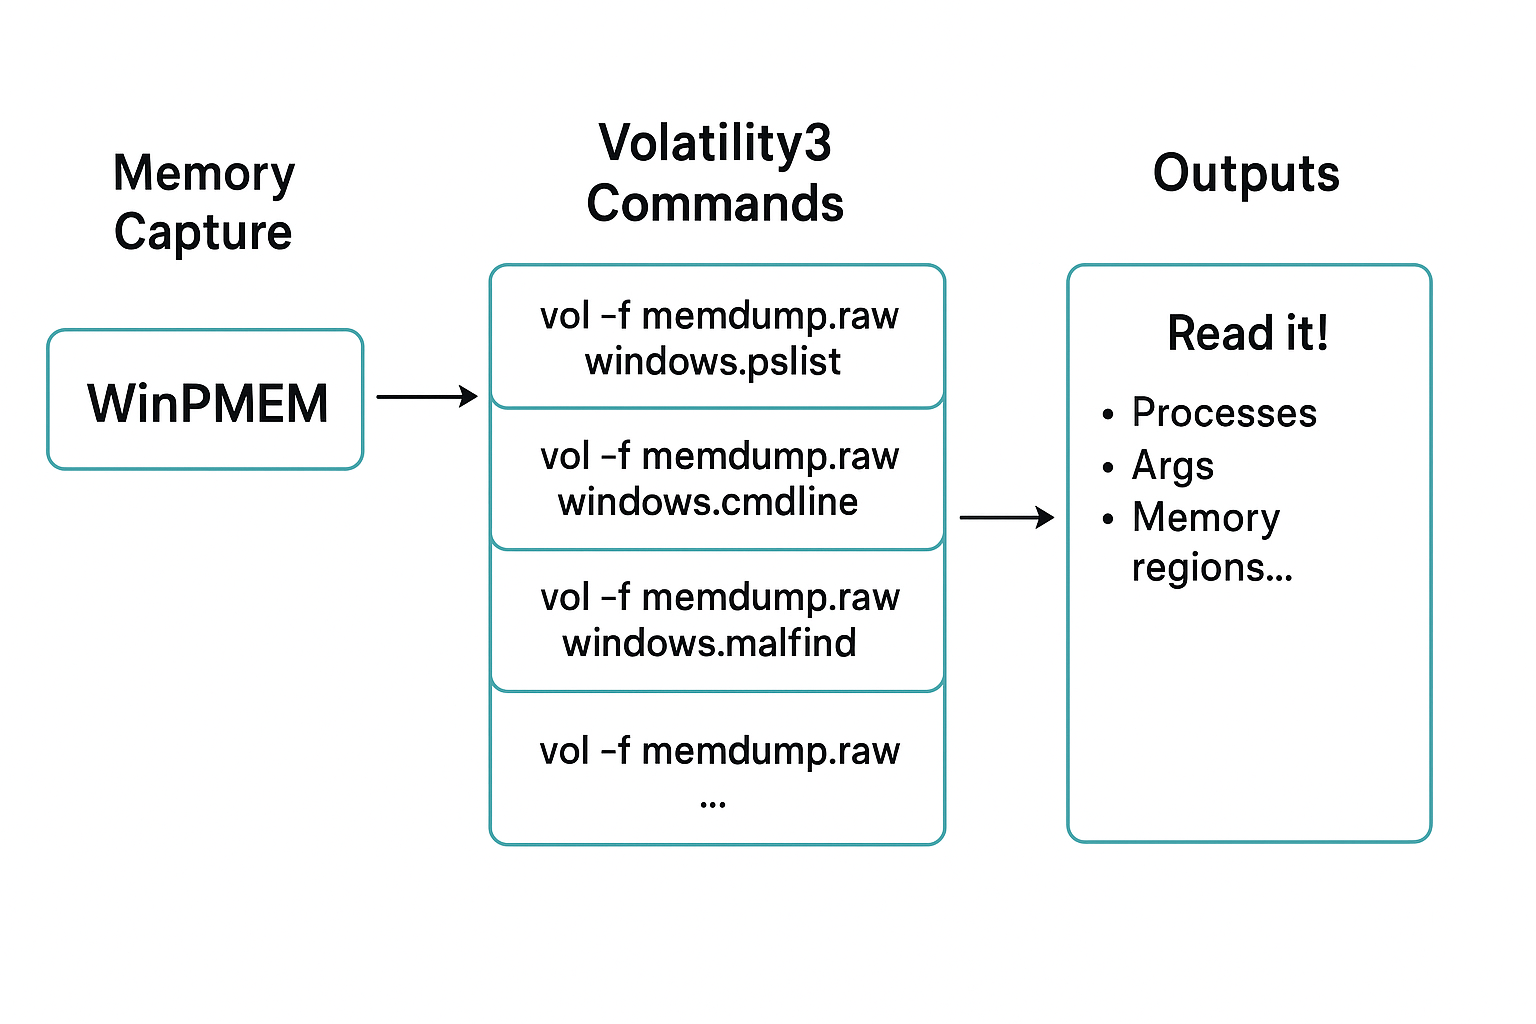 Memory
Capture
WinPMEM
Volatility3
Commands
vol -f memdump.raw
windows.pslist
vol -f memdump.raw
windows.cmdline
vol -f memdump.raw
windows.malfind
vol -f memdump.raw
...
Outputs
Read it!
• Processes
• Args
• Memory
regions...